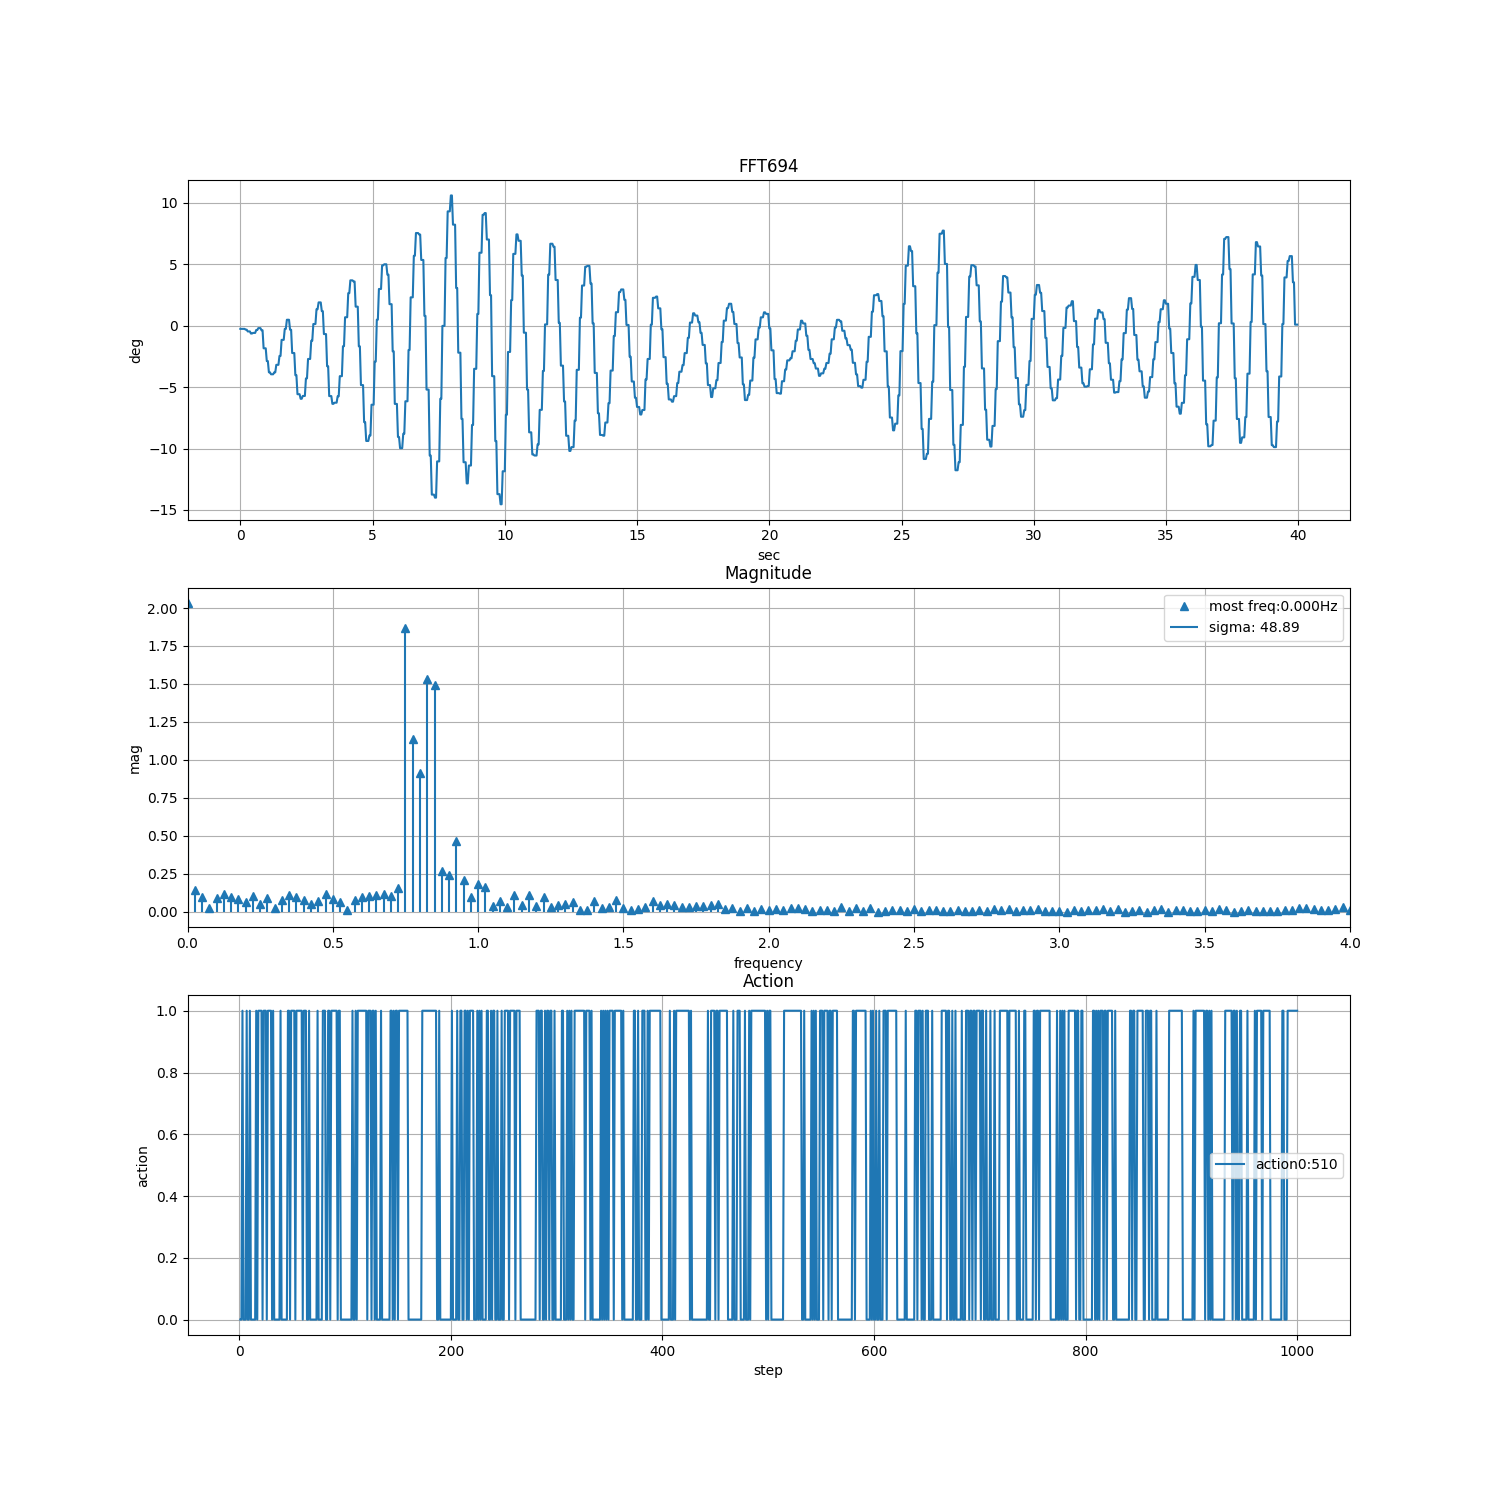 FFT694
10
5
0
−5
−10
−15
deg
0 5 10 15 20 25 30 35 40
sec
Magnitude
2.00
1.75
1.50
1.25
1.00
0.75
0.50
0.25
0.00
mag
most freq:0.000Hz
sigma: 48.89
0.0 0.5 1.0 1.5 2.0 2.5 3.0 3.5 4.0
frequency
Action
1.0
0.8
0.6
0.4
0.2
0.0
action
action0:510
0 200 400 600 800 1000
step